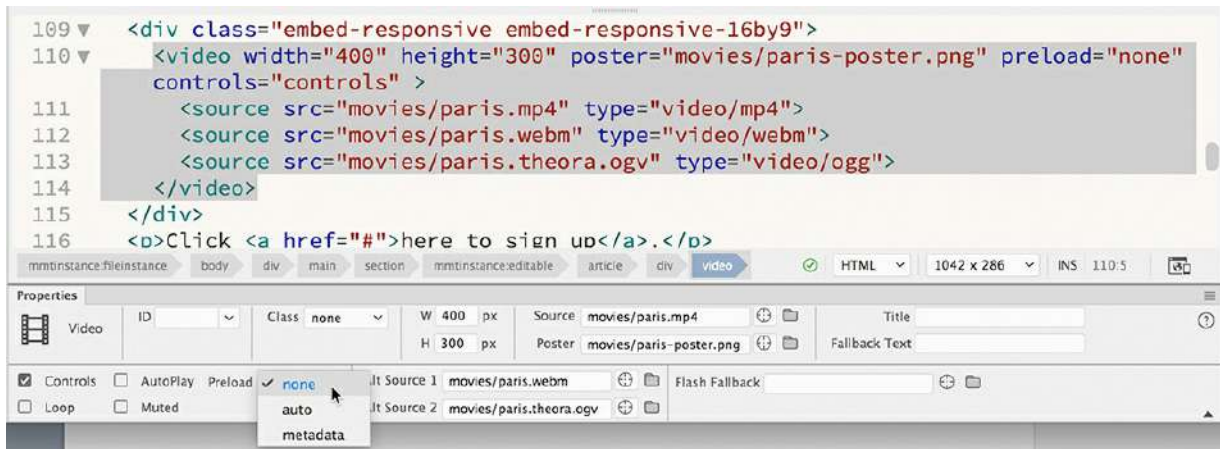 109 <div class="embed-responsive embed-responsive-16by9">
110 <video width="400" height="300" poster="movies/paris-poster.png" preload="none"
controls="controls" >
111 <source src="movies/paris.mp4" type="video/mp4">
112 <source src="movies/paris.webm" type="video/webm">
113 <source src="movies/paris.theora.ogv" type="video/ogg">
114 </video>
115 </div>
116 <p>Click <a href="#">here to sign up</a>.</p>
mmtinstance:fileinstance body div main section mmtinstance:editable article div video HTML 1042 x 286 INS 110:5
Properties
Video ID Class none W 400 px Source movies/paris.mp4 Title
H 300 px Poster movies/paris-poster.png Fallback Text
Controls AutoPlay Preload none lt Source 1 movies/paris.webm Flash Fallback
Loop Muted auto lt Source 2 movies/paris.theora.ogv
metadata